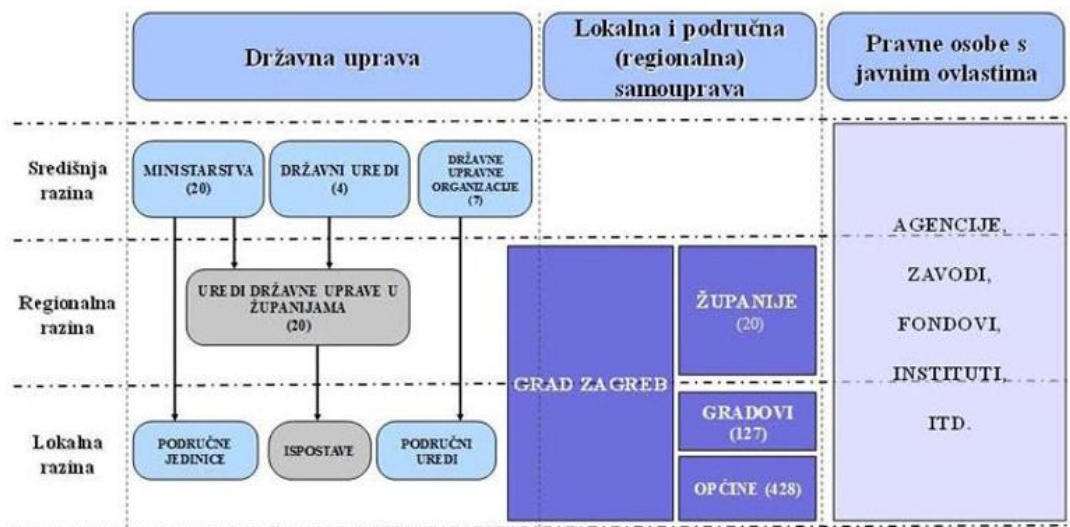 Državna uprava
Lokalna i područna
(regionalna)
samouprava
Pravne osobe s
javnim ovlastima
Središnja
razina
MINISTARSTVA
(20)
DRŽAVNI UREDI
(4)
DRŽAVNE
UPRAVNE
ORGANIZACIJE
(7)
Regionalna
razina
UREDI DRŽAVNE UPRAVE U
ŽUPANIJAMA
(20)
GRAD ZAGREB
ŽUPANIJE
(20)
GRADOVI
(127)
OPĆINE (428)
Lokalna
razina
PODRUČNE
JEDINICE
ISPOSTAVE
PODRUČNI
UREDI
AGENCIJE,
ZAVODI,
FONDOVI,
INSTITUTI,
ITD.